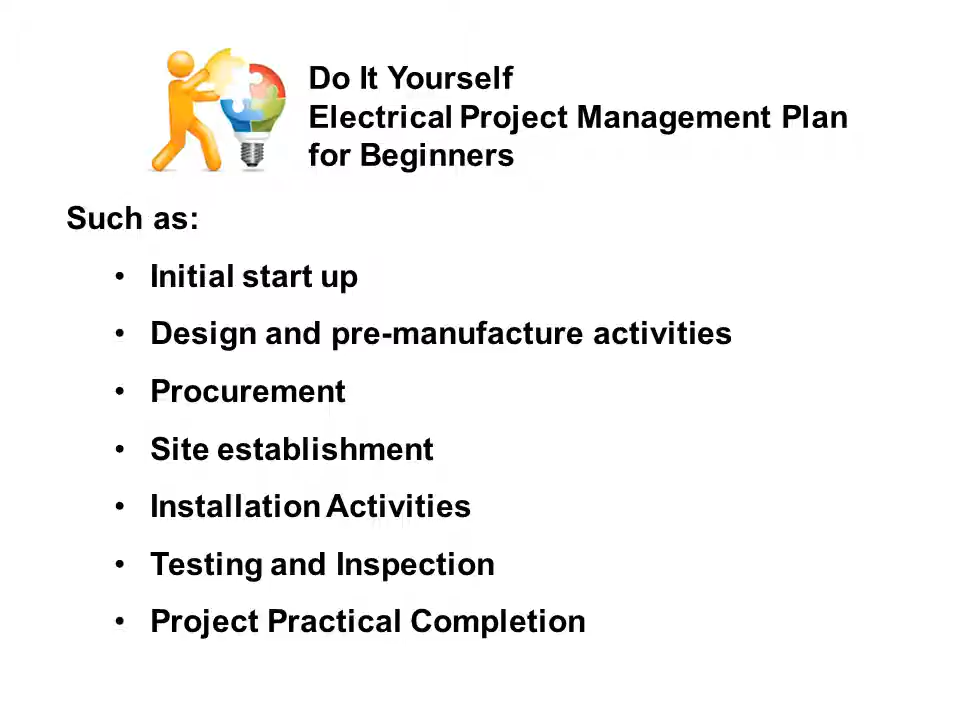 Do It Yourself
Electrical Project Management Plan
for Beginners
Such as:
• Initial start up
• Design and pre-manufacture activities
• Procurement
• Site establishment
• Installation Activities
• Testing and Inspection
• Project Practical Completion